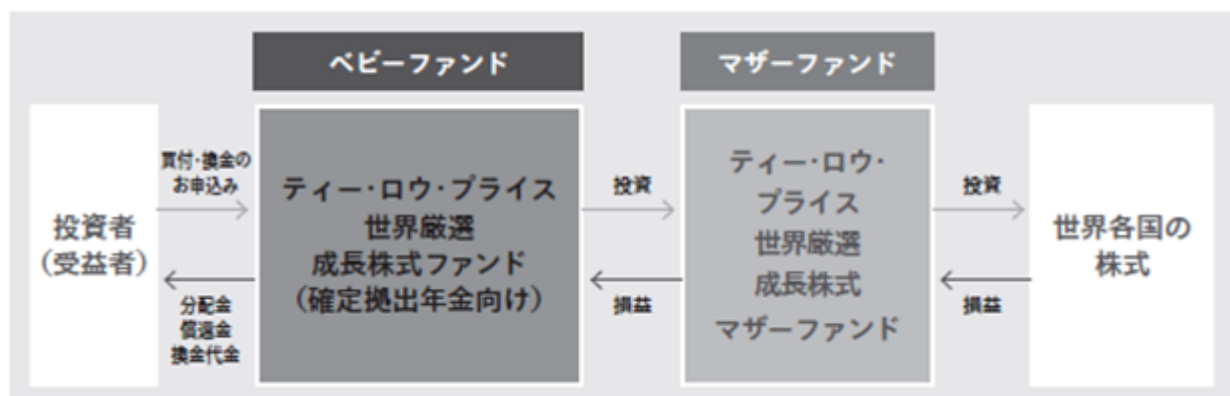 ベビーファンド
マザーファンド
投資者
（受益者）
買付・換金の
お申込み
分配金
償還金
換金代金
ティー・ロウ・プライス
世界厳選
成長株式ファンド
（確定拠出年金向け）
投資
損益
ティー・ロウ・
プライス
世界厳選
成長株式
マザーファンド
投資
損益
世界各国の
株式